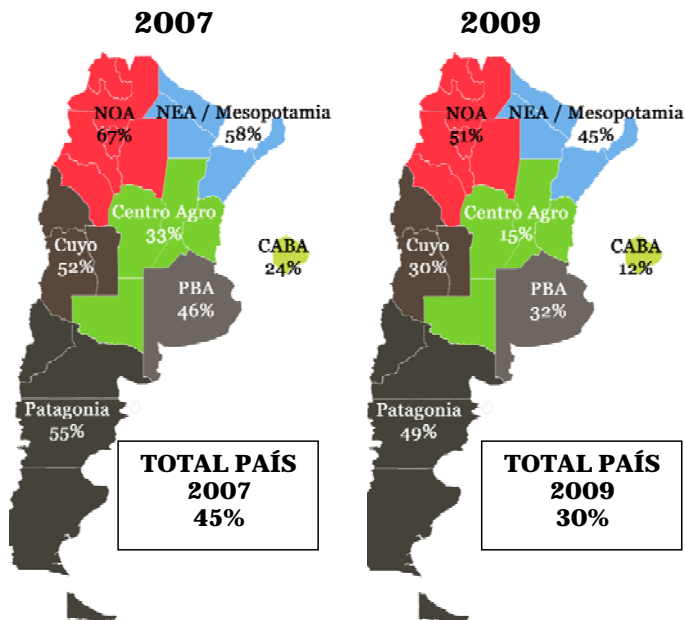 2007
NOA
67%
NEA / Mesopotamia
58%
Centro Agro
33%
Cuyo
52%
CABA
24%
PBA
46%
Patagonia
55%
TOTAL PAÍS
2007
45%
2009
NOA
51%
NEA / Mesopotamia
45%
Centro Agro
15%
Cuyo
30%
CABA
12%
PBA
32%
Patagonia
49%
TOTAL PAÍS
2009
30%